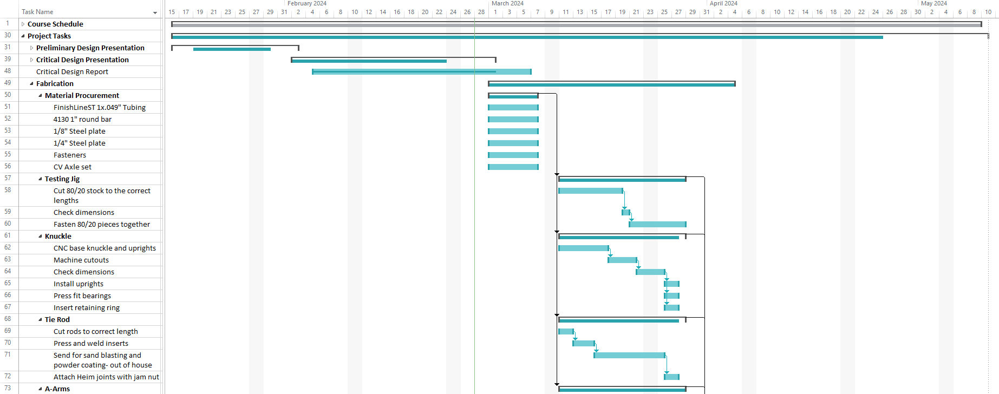 February 2024 March 2024 April 2024 May 2024
Task Name 15 17 19 21 23 25 27 29 31 2 4 6 8 10 12 14 16 18 20 22 24 26 28 1 3 5 7 9 11 13 15 17 19 21 23 25 27 29 31 2 4 6 8 10 12 14 16 18 20 22 24 26 28 30 2 4 6 8 10
1 Course Schedule
30 Project Tasks
31 Preliminary Design Presentation
39 Critical Design Presentation
48 Critical Design Report
49 Fabrication
50 Material Procurement
51 FinishLineST 1x.049" Tubing
52 4130 1" round bar
53 1/8" Steel plate
54 1/4" Steel plate
55 Fasteners
56 CV Axle set
57 Testing Jig
58 Cut 80/20 stock to the correct
lengths
59 Check dimensions
60 Fasten 80/20 pieces together
61 Knuckle
62 CNC base knuckle and uprights
63 Machine cutouts
64 Check dimensions
65 Install uprights
66 Press fit bearings
67 Insert retaining ring
68 Tie Rod
69 Cut rods to correct length
70 Press and weld inserts
71 Send for sand blasting and
powder coating- out of house
72 Attach Heim joints with jam nut
73 A-Arms